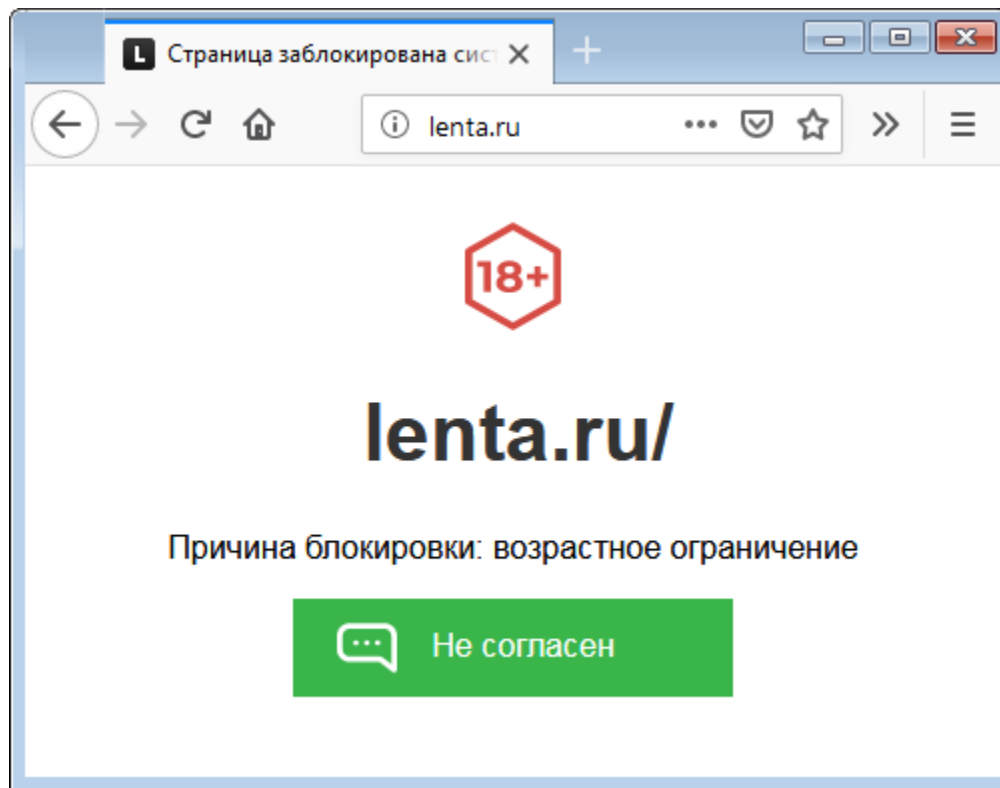 L Страница заблокирована сист
lenta.ru
18+
lenta.ru/
Причина блокировки: возрастное ограничение
Не согласен